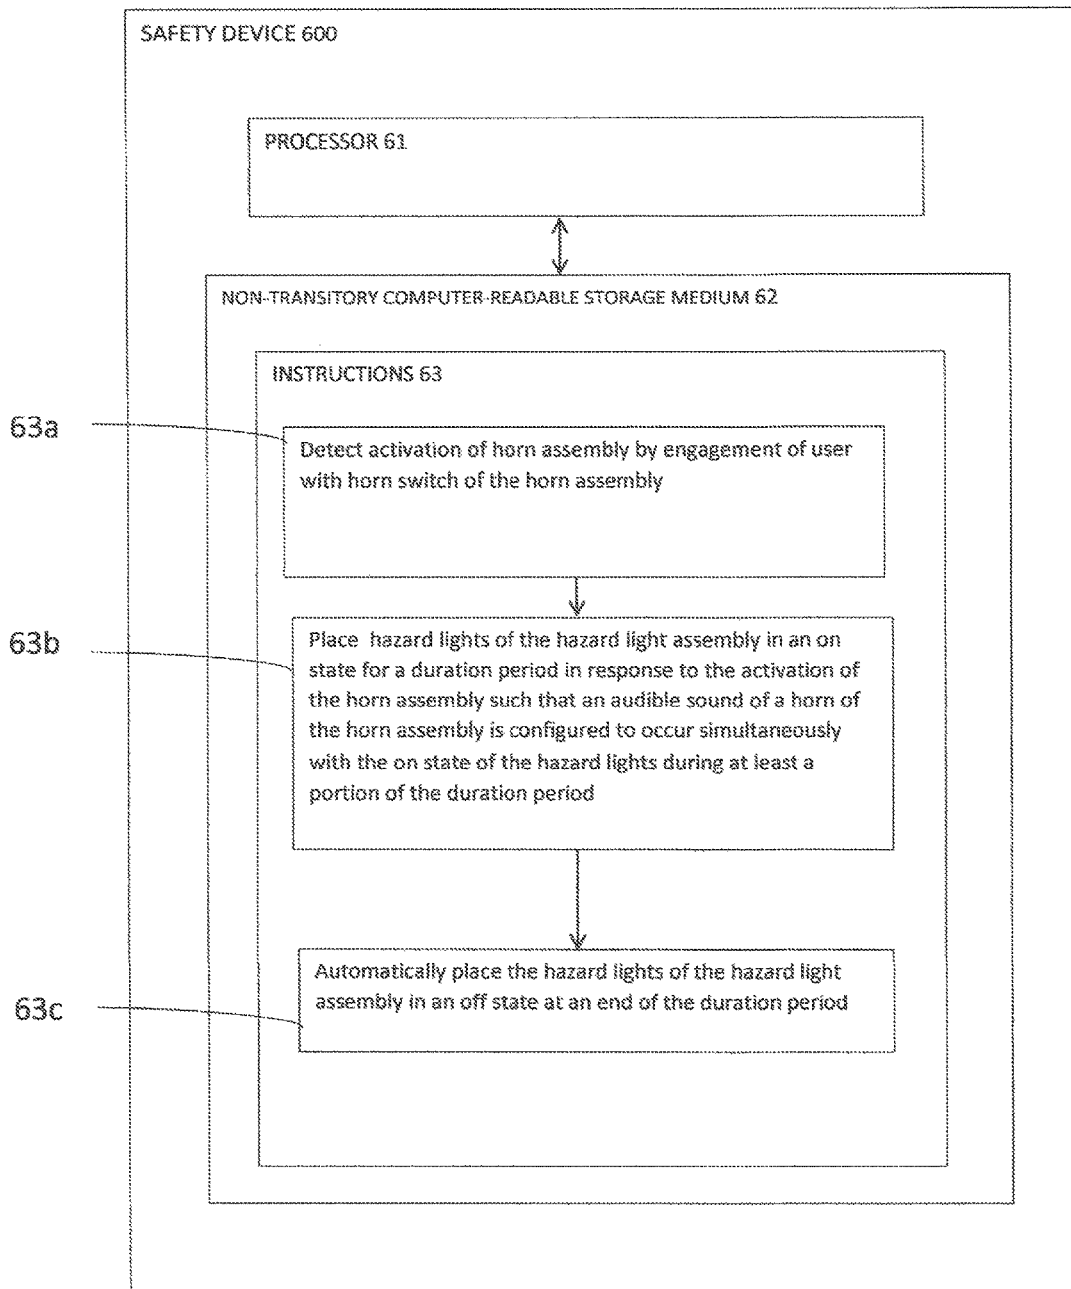 SAFETY DEVICE 600
PROCESSOR 61
NON-TRANSITORY COMPUTER-READABLE STORAGE MEDIUM 62
INSTRUCTIONS 63
63a
Detect activation of horn assembly by engagement of user
with horn switch of the horn assembly
63b
Place hazard lights of the hazard light assembly in an on
state for a duration period in response to the activation of
the horn assembly such that an audible sound of a horn of
the horn assembly is configured to occur simultaneously
with the on state of the hazard lights during at least a
portion of the duration period
63c
Automatically place the hazard lights of the hazard light
assembly in an off state at an end of the duration period